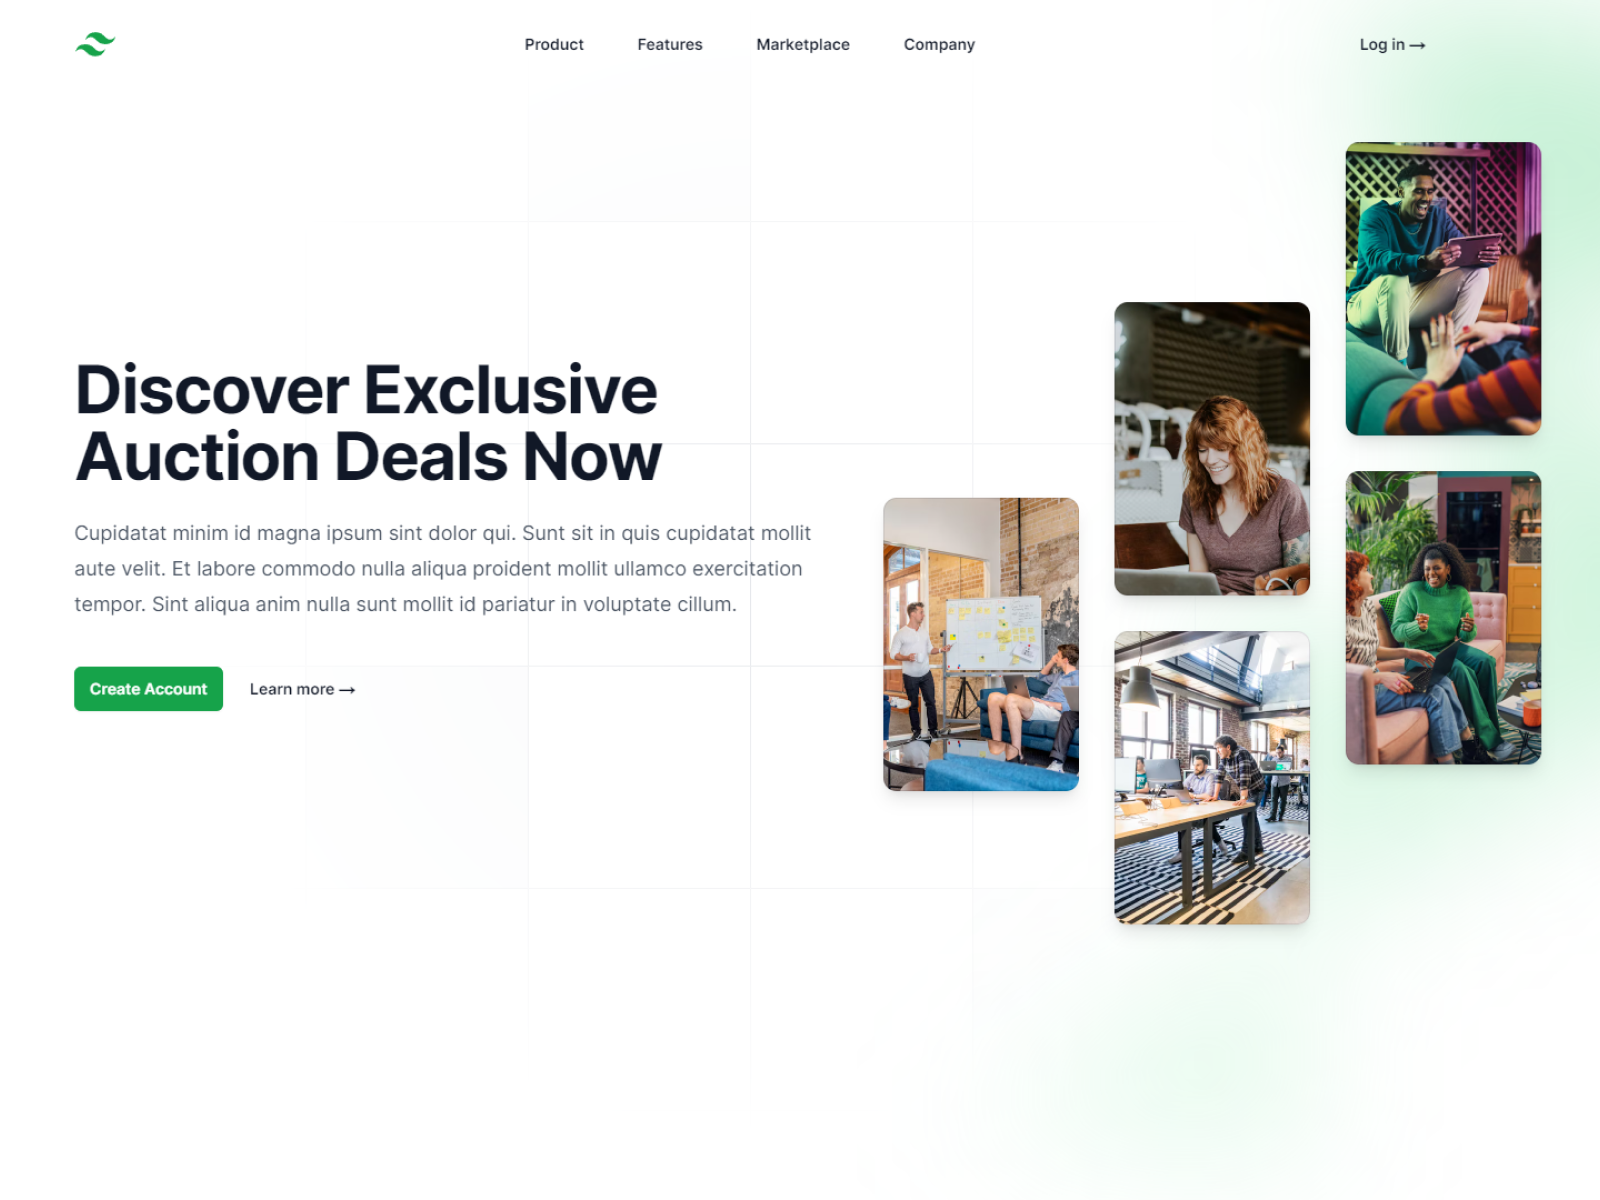 Product Features Marketplace Company Log in →
Discover Exclusive
Auction Deals Now
Cupidatat minim id magna ipsum sint dolor qui. Sunt sit in quis cupidatat mollit
aute velit. Et labore commodo nulla aliqua proident mollit ullamco exercitation
tempor. Sint aliqua anim nulla sunt mollit id pariatur in voluptate cillum.
Create Account Learn more →